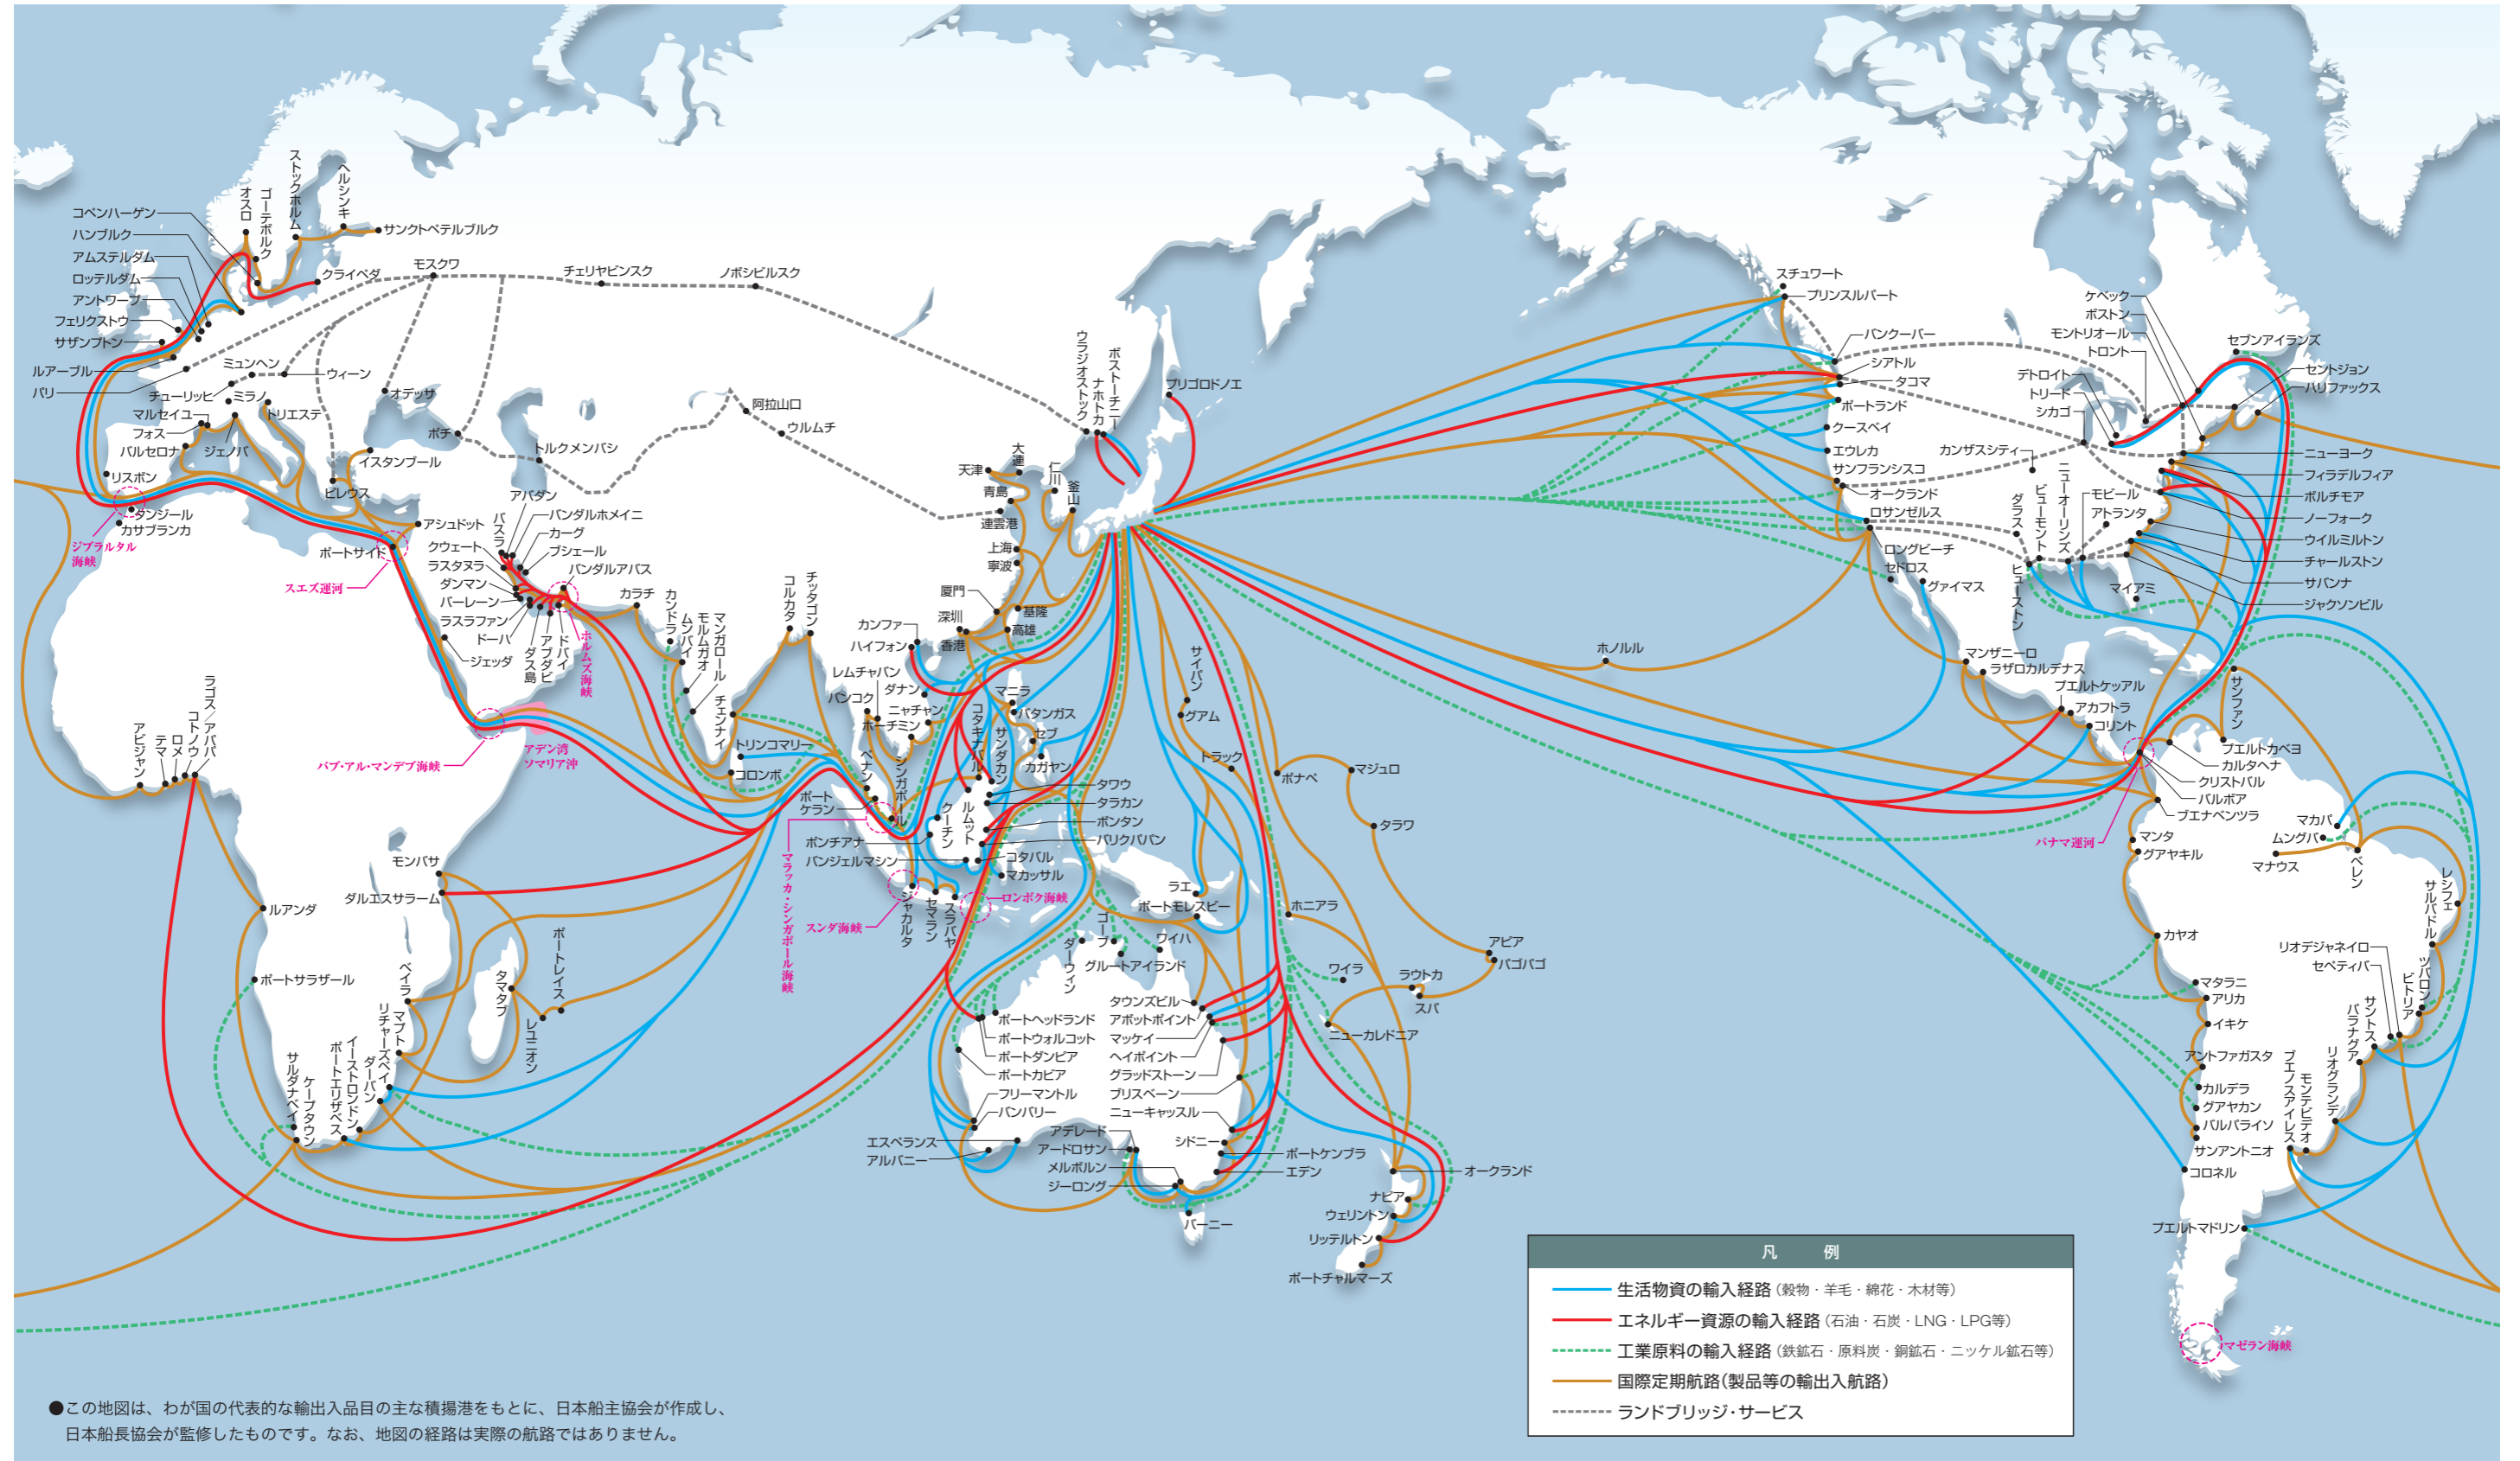 コペンハーゲン
ハンブルク
アムステルダム
ロッテルダム
アントワープ
フェリクストウ
サザンプトン
ルアーブル
パリ
オスロ
ゴーテボルク
ストックホルム
ヘルシンキ
サンクトペテルブルク
クライペダ
モスクワ
チェリヤビンスク
ノボシビルスク
ミュンヘン
ウィーン
チューリッヒ
ミラノ
マルセイユ
トリエステ
フォス
バルセロナ
ジェノバ
オデッサ
ポチ
イスタンブール
リスボン
ピレウス
タンジール
カサブランカ
ジブラルタル
海峡
アシュドット
ポートサイド
スエズ運河
トルクメンバシ
阿拉山口
ウルムチ
アバダン
バスラ
バンダルホメイニ
カーグ
クウェート
ブシェール
ラスタヌラ
バンダルアバス
ダンマン
バーレーン
ラスラファン
ドーハ
ダス島
アブダビ
ドバイ
ホルムズ海峡
ジェッダ
バブ・アル・マンデブ海峡
アデン湾
ソマリア沖
カラチ
カンドラ
ムンバイ
モルムガオ
マンガロール
チェンナイ
コルカタ
チッタゴン
トリンコマリー
コロンボ
ラゴス／アパパ
コトノウ
ロメ
テマ
アビジャン
ルアンダ
ポートサラザール
モンバサ
ダルエスサラーム
ベイラ
マプト
リチャーズベイ
ダーバン
イーストロンドン
ポートエリザベス
ケープタウン
サルダナベイ
タマタブ
レユニオン
ポートレイス
ウラジオストック
ナホトカ
ボストーチニー
プリゴロドノエ
天津
大連
青島
連雲港
仁川
釜山
上海
寧波
厦門
深圳
香港
基隆
高雄
カンファ
ハイフォン
レムチャバン
バンコク
ダナン
ニャチャン
ホーチミン
マニラ
バタンガス
セブ
カガヤン
コタキナバル
サンダカン
タワウ
タラカン
ボンタン
バリクパパン
コタバル
マカッサル
ルムット
クーチン
ポンチアナ
バンジェルマシン
ペナン
ポート
ケラン
シンガポール
マラッカ・シンガポール海峡
スンダ海峡
ジャカルタ
セマラン
スラバヤ
ロンボク海峡
サイパン
グアム
トラック
ポナペ
マジュロ
タラワ
ラエ
ポートモレスビー
ホニアラ
アピア
パゴパゴ
ラウトカ
スバ
ワイラ
ニューカレドニア
ダーウィン
ゴーブ
グルートアイランド
ワイハ
ポートヘッドランド
ポートウォルコット
ポートダンピア
ポートカビア
フリーマントル
バンバリー
エスペランス
アルバニー
タウンズビル
アボットポイント
マッケイ
ヘイポイント
グラッドストーン
ブリスベーン
ニューキャッスル
シドニー
ポートケンブラ
エデン
アデレード
アードロサン
メルボルン
ジーロング
バーニー
オークランド
ナピア
ウェリントン
リッテルトン
ポートチャルマーズ
ホノルル
スチュワート
プリンスルパート
バンクーバー
シアトル
タコマ
ポートランド
クースベイ
エウレカ
サンフランシスコ
オークランド
ロサンゼルス
ロングビーチ
セドロス
グァイマス
カンザスシティ
ダラス
ビューモント
ニューオーリンズ
ヒューストン
モビール
アトランタ
マイアミ
ケベック
ボストン
モントリオール
トロント
デトロイト
トリード
シカゴ
セブンアイランズ
セントジョン
ハリファックス
ニューヨーク
フィラデルフィア
ボルチモア
ノーフォーク
ウイルミルトン
チャールストン
サバンナ
ジャクソンビル
マンザニーロ
ラザロカルデナス
プエルトケッアル
アカフトラ
コリント
サンファン
プエルトカベヨ
カルタヘナ
クリストバル
バルボア
ブエナベンツラ
パナマ運河
マンタ
グアヤキル
マカパ
ムングバ
マナウス
ベレン
レシフェ
サルバドル
カヤオ
マタラニ
アリカ
イキケ
アントファガスタ
カルデラ
グアヤカン
バルパライソ
サンアントニオ
コロネル
リオデジャネイロ
セペティバ
ツバロン
ビトリア
サントス
パラナグア
リオグランデ
モンテビデオ
ブエノスアイレス
プエルトマドリン
マゼラン海峡
凡　例
生活物資の輸入経路（穀物・羊毛・綿花・木材等）
エネルギー資源の輸入経路（石油・石炭・LNG・LPG等）
工業原料の輸入経路（鉄鉱石・原料炭・銅鉱石・ニッケル鉱石等）
国際定期航路（製品等の輸出入航路）
ランドブリッジ・サービス
●この地図は、わが国の代表的な輸出入品目の主な積揚港をもとに、日本船主協会が作成し、
日本船長協会が監修したものです。なお、地図の経路は実際の航路ではありません。